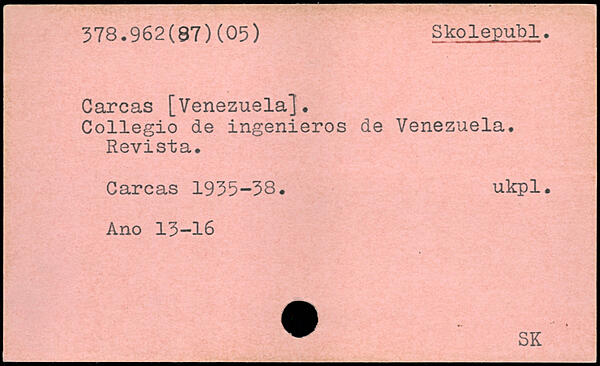 378.962(87)(05) Skolepubl.
Carcas [Venezuela].
Collegio de ingenieros de Venezuela.
Revista.
Carcas 1935-38. ukpl.
Ano 13-16
SK